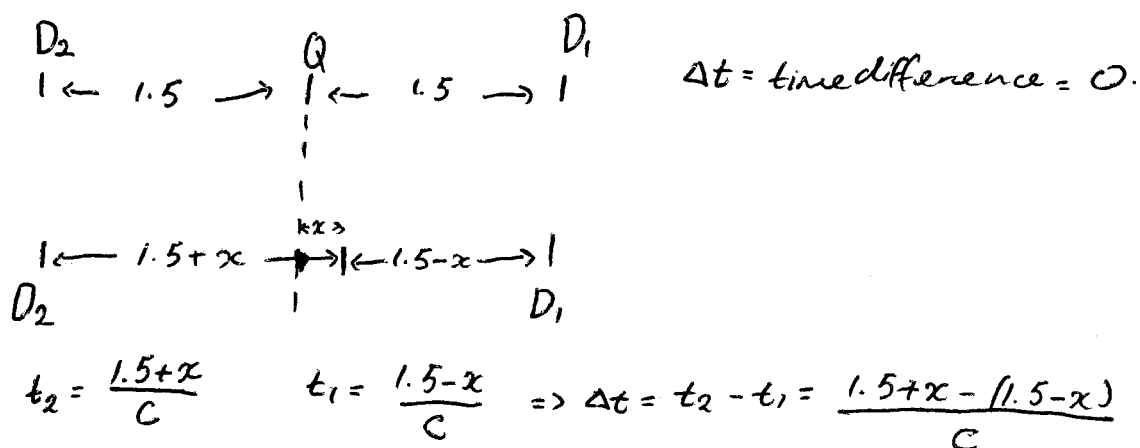 D₂ Q D₁
|← 1.5 →|← 1.5 →| Δt = time difference = 0.
k x →
|← 1.5 + x →|← 1.5 - x →|
D₂ D₁
t₂ = (1.5 + x)/C t₁ = (1.5 - x)/C => Δt = t₂ - t₁ = (1.5 + x - (1.5 - x))/C